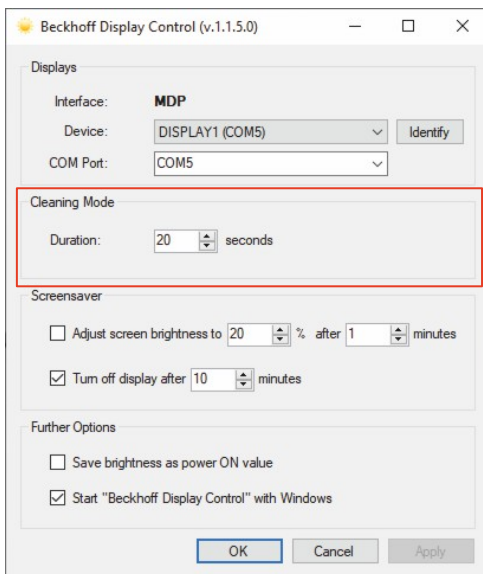 Beckhoff Display Control (v.1.1.5.0)
Displays
Interface: MDP
Device: DISPLAY1 (COM5) Identify
COM Port: COM5
Cleaning Mode
Duration: 20 seconds
Screensaver
Adjust screen brightness to 20 % after 1 minutes
Turn off display after 10 minutes
Further Options
Save brightness as power ON value
Start "Beckhoff Display Control" with Windows
OK Cancel Apply